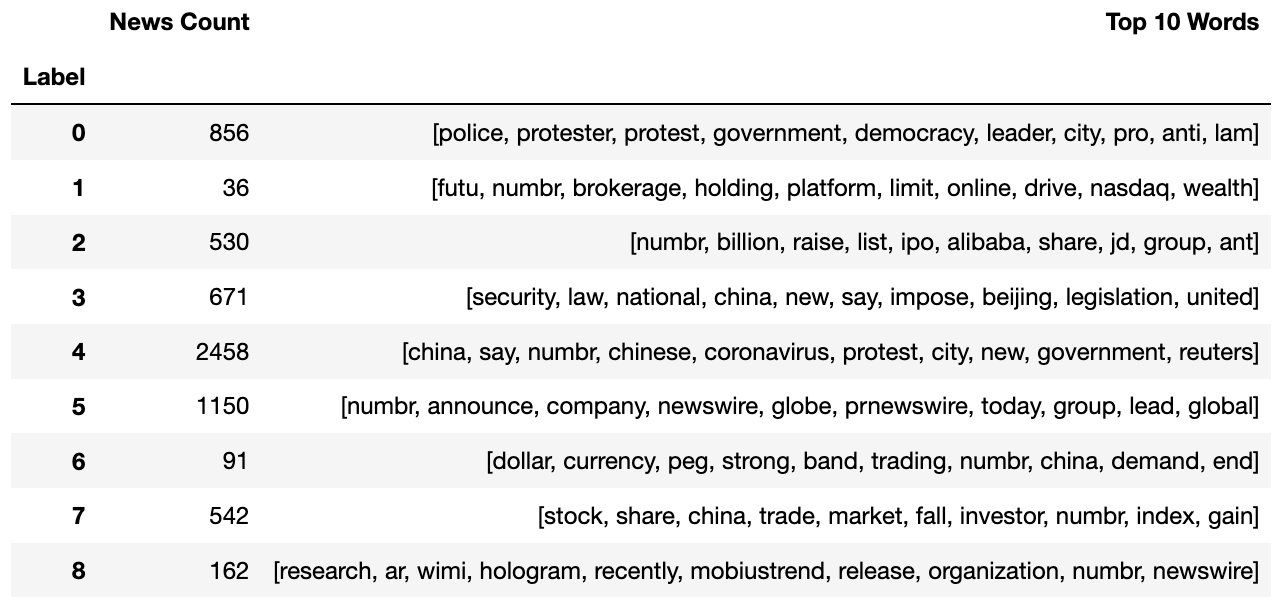 News Count Top 10 Words
Label
0 856 [police, protester, protest, government, democracy, leader, city, pro, anti, lam]
1 36 [futu, numbr, brokerage, holding, platform, limit, online, drive, nasdaq, wealth]
2 530 [numbr, billion, raise, list, ipo, alibaba, share, jd, group, ant]
3 671 [security, law, national, china, new, say, impose, beijing, legislation, united]
4 2458 [china, say, numbr, chinese, coronavirus, protest, city, new, government, reuters]
5 1150 [numbr, announce, company, newswire, globe, prnewswire, today, group, lead, global]
6 91 [dollar, currency, peg, strong, band, trading, numbr, china, demand, end]
7 542 [stock, share, china, trade, market, fall, investor, numbr, index, gain]
8 162 [research, ar, wimi, hologram, recently, mobiustrend, release, organization, numbr, newswire]